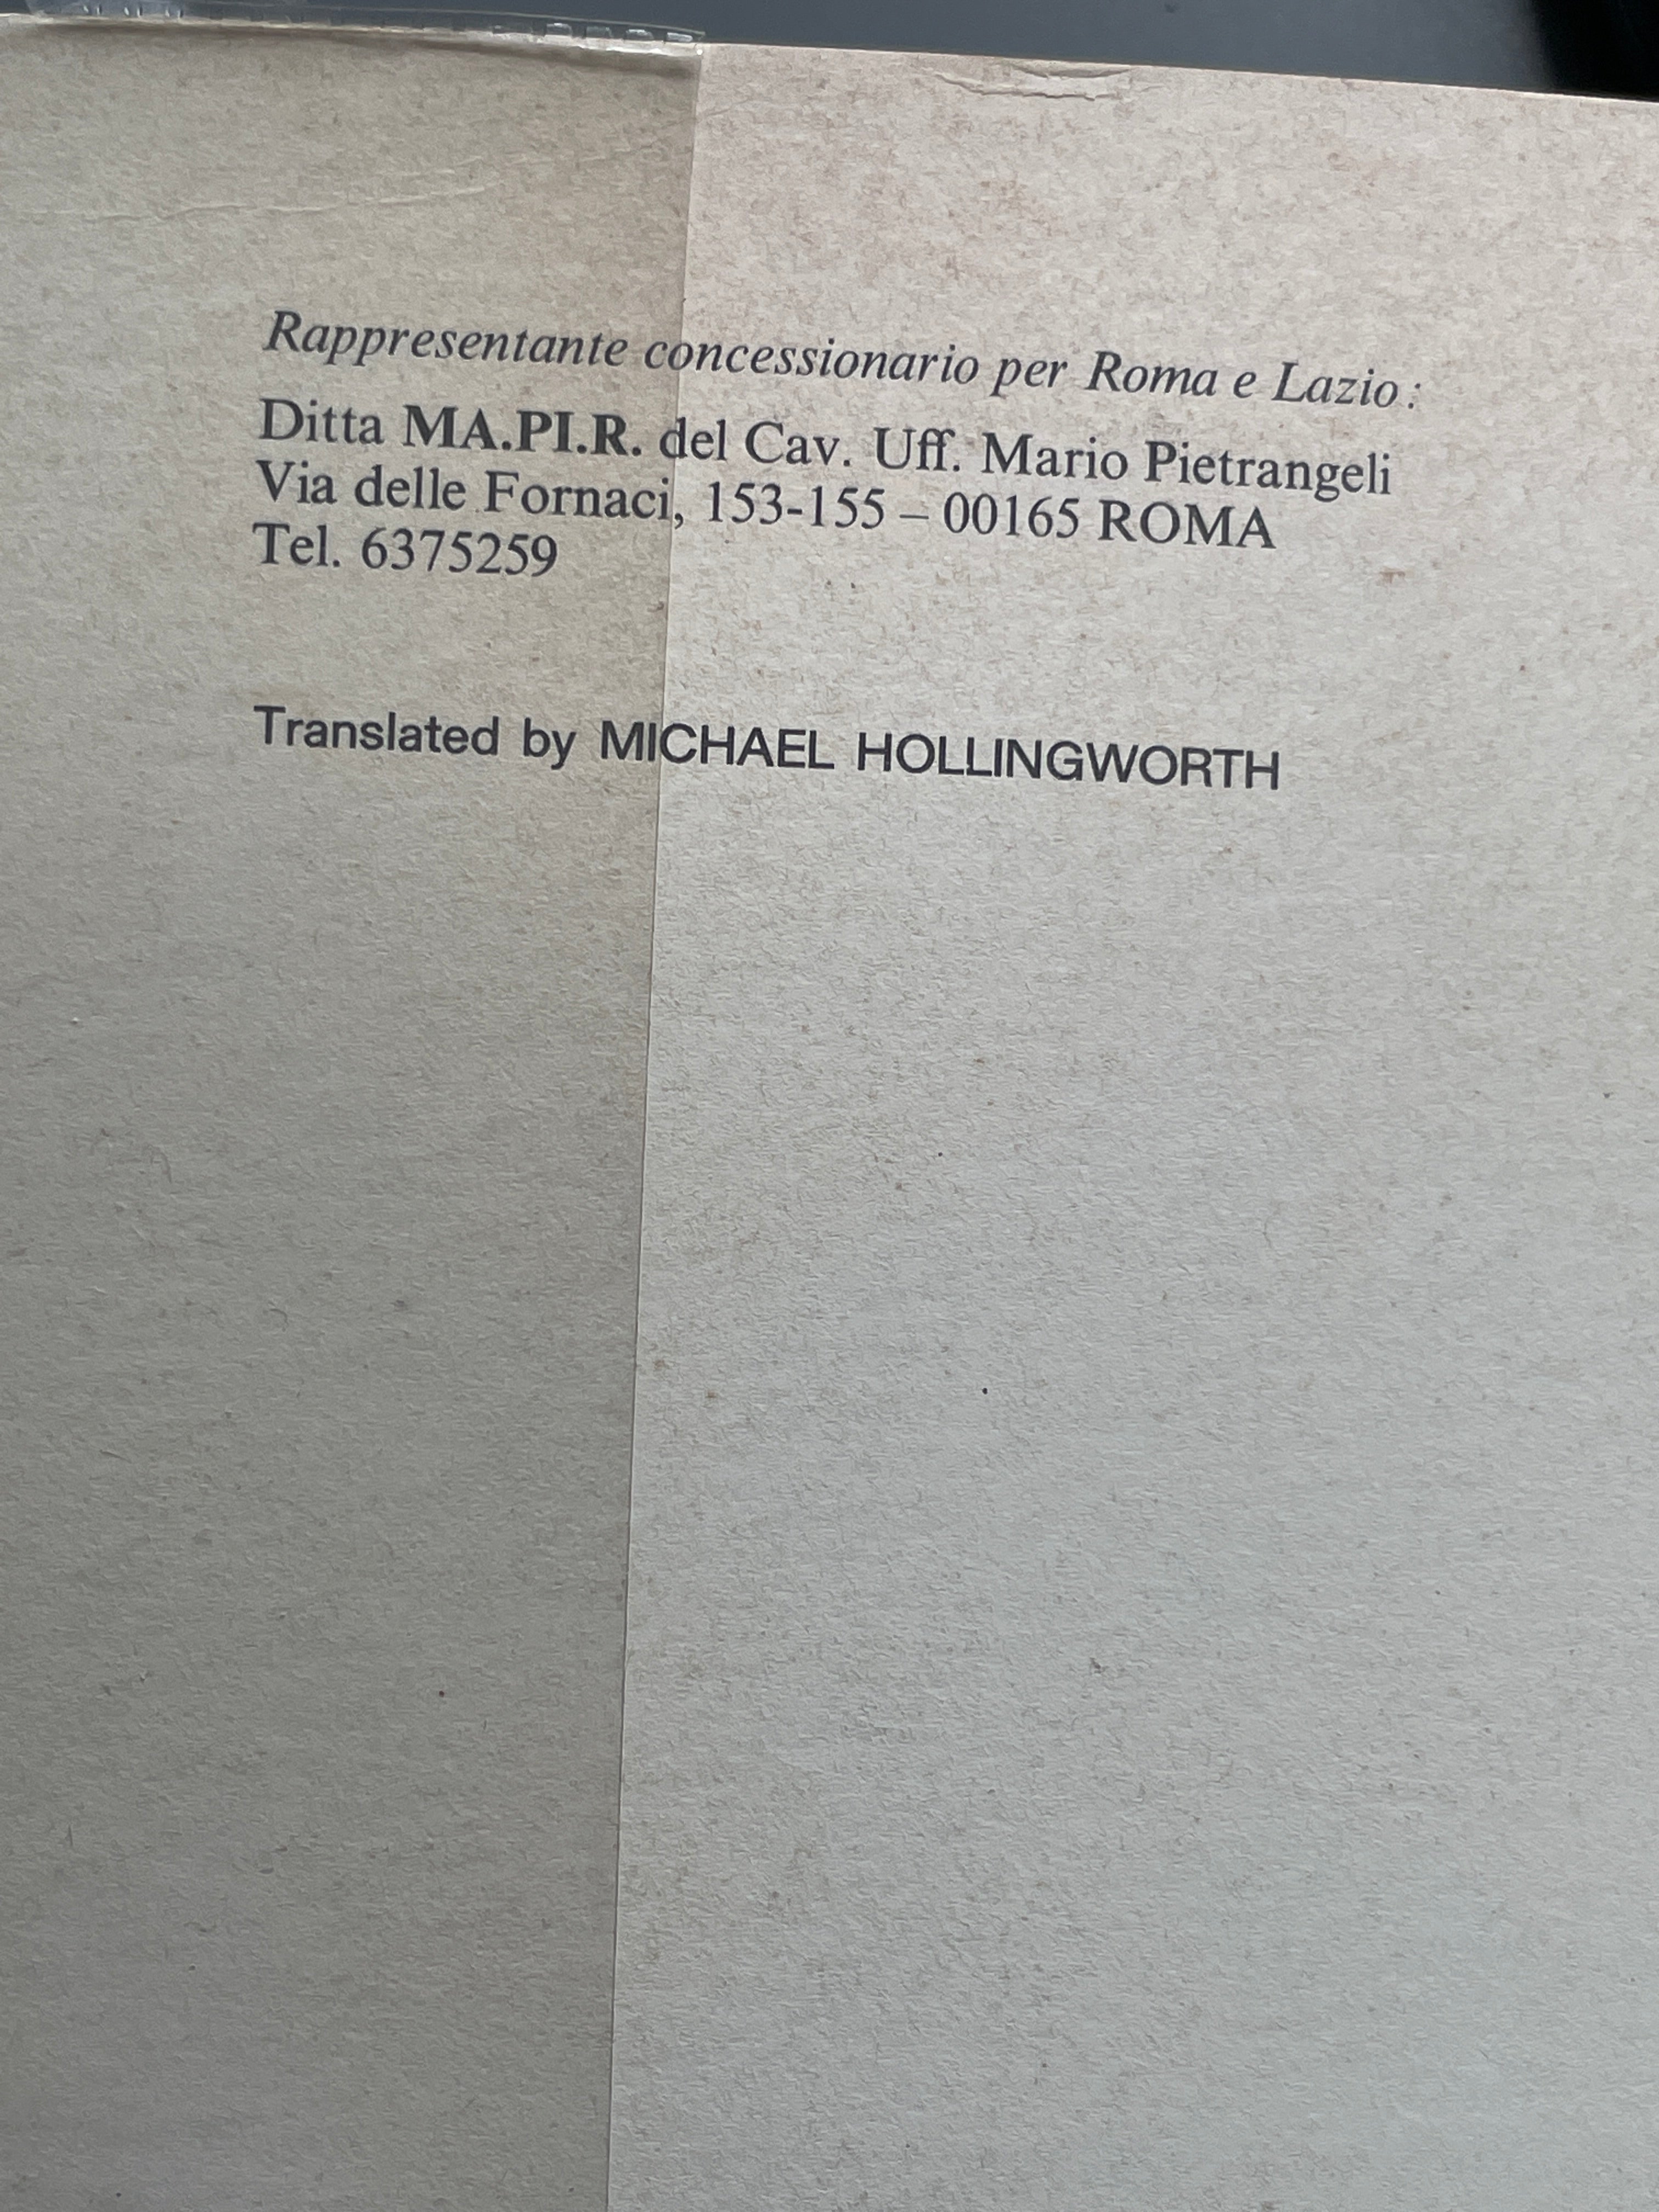 Rappresentante concessionario per Roma e Lazio:
Ditta MA.PI.R. del Cav. Uff. Mario Pietrangeli
Via delle Fornaci, 153-155 – 00165 ROMA
Tel. 6375259
Translated by MICHAEL HOLLINGWORTH